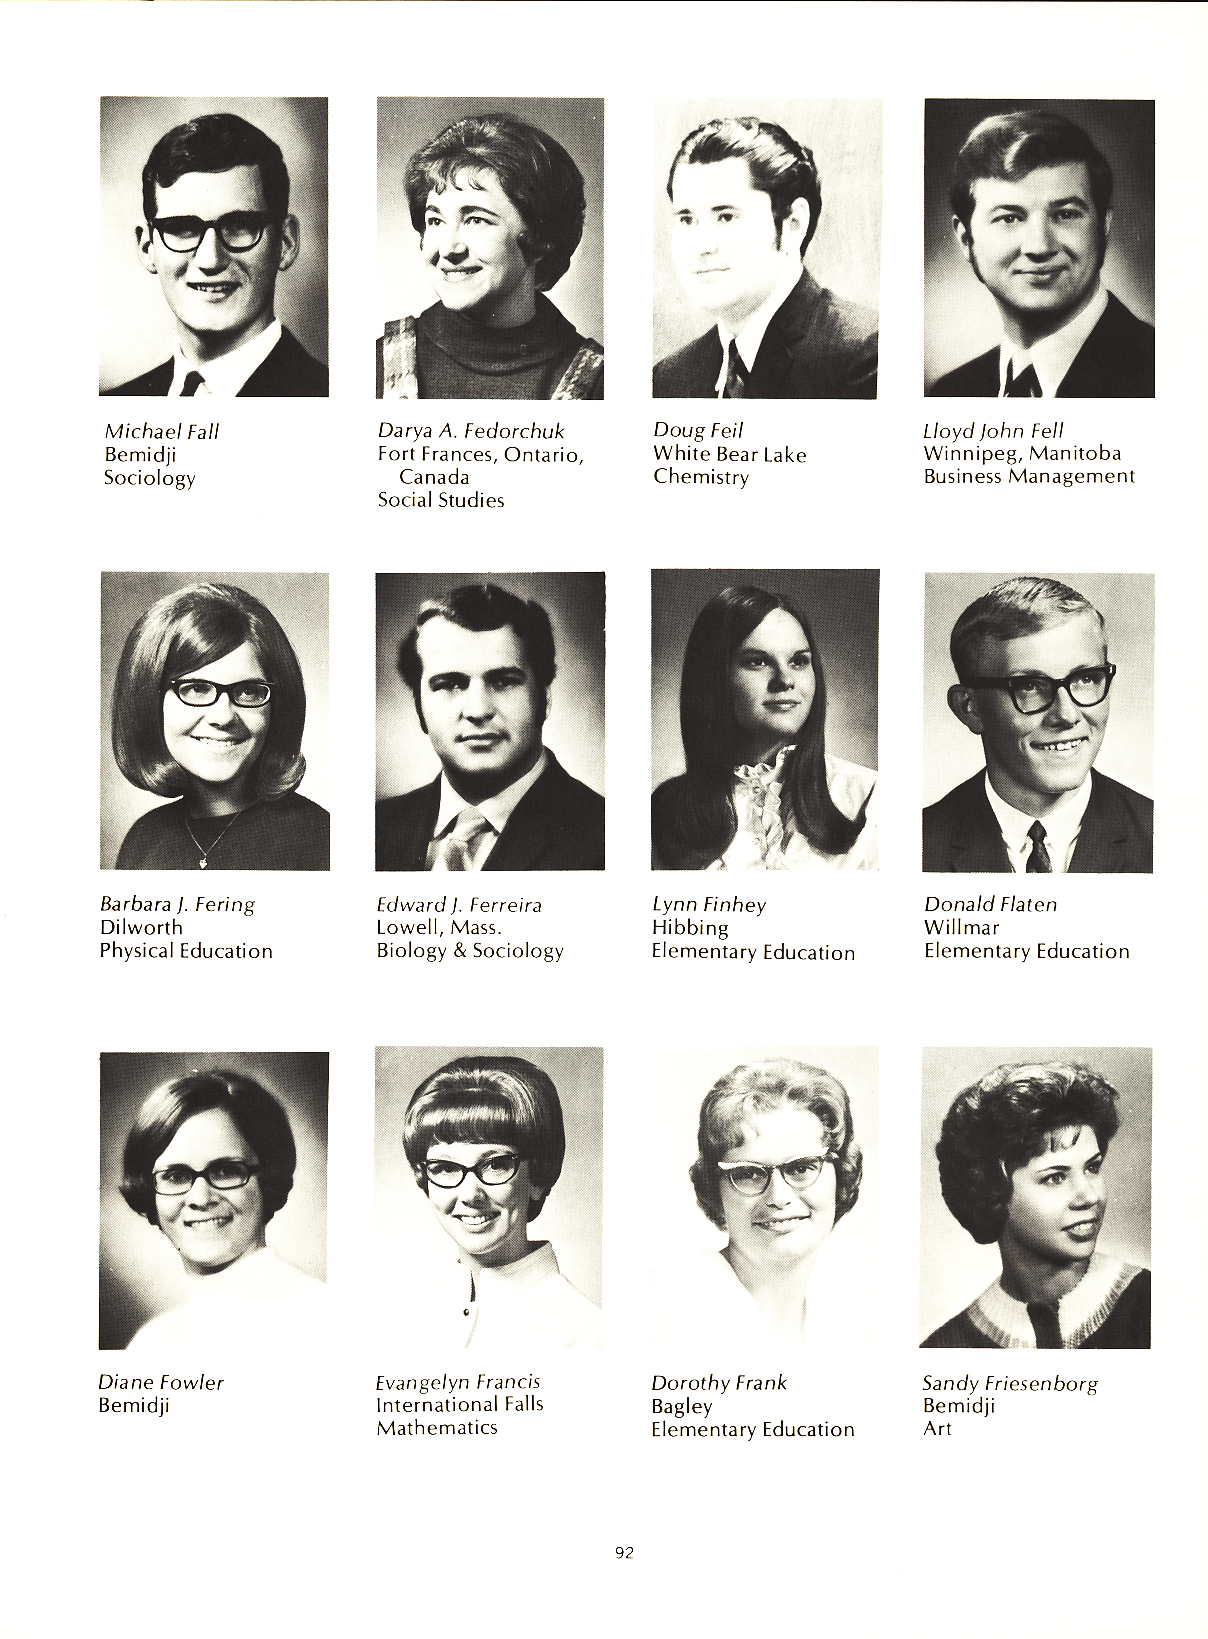 Michael Fall
Bemidji
Sociology
Darya A. Fedorchuk
Fort Frances, Ontario,
Canada
Social Studies
Doug Feil
White Bear Lake
Chemistry
Lloyd John Fell
Winnipeg, Manitoba
Business Management
Barbara J. Fering
Dilworth
Physical Education
Edward J. Ferreira
Lowell, Mass.
Biology & Sociology
Lynn Finhey
Hibbing
Elementary Education
Donald Flaten
Willmar
Elementary Education
Diane Fowler
Bemidji
Evangelyn Francis
International Falls
Mathematics
Dorothy Frank
Bagley
Elementary Education
Sandy Friesenborg
Bemidji
Art
92